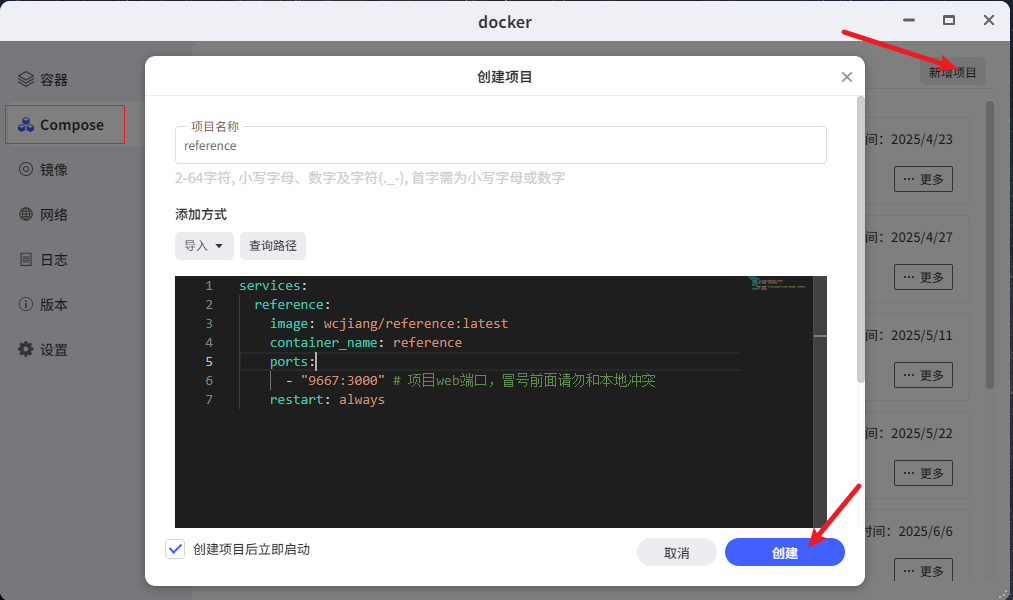 docker
容器
Compose
镜像
网络
日志
版本
设置
新增项目
间：2025/4/23
··· 更多
间：2025/4/27
··· 更多
间：2025/5/11
··· 更多
间：2025/5/22
··· 更多
时间：2025/6/6
··· 更多
创建项目
项目名称
reference
2-64字符, 小写字母、数字及字符(._-), 首字需为小写字母或数字
添加方式
导入
查询路径
1 services:
2 reference:
3 image: wcjiang/reference:latest
4 container_name: reference
5 ports:
6 - "9667:3000" # 项目web端口，冒号前面请勿和本地冲突
7 restart: always
创建项目后立即启动
取消
创建